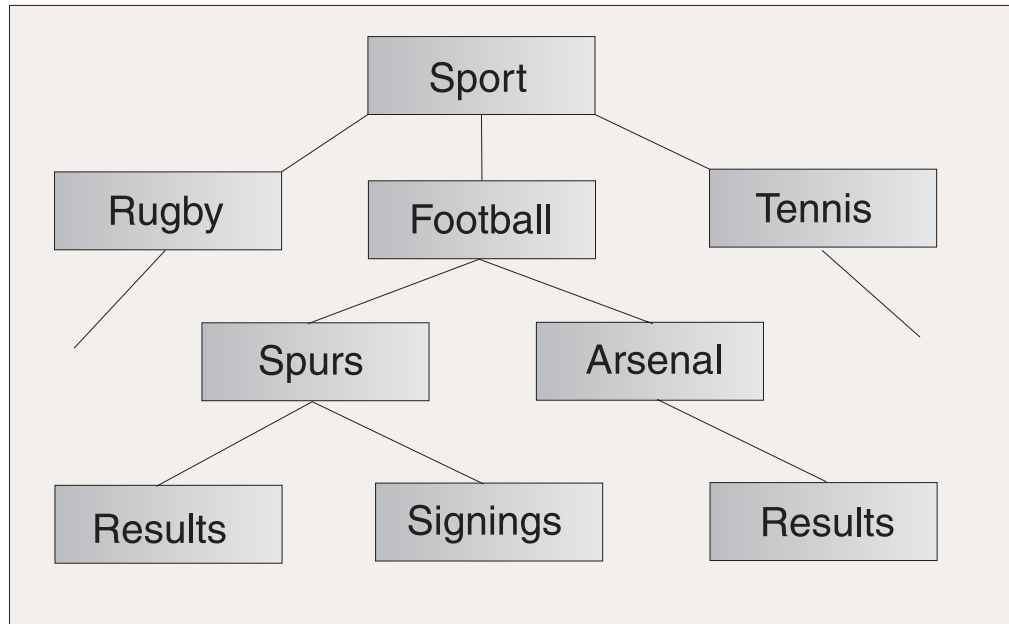 Sport
Rugby
Football
Tennis
Spurs
Arsenal
Results
Signings
Results